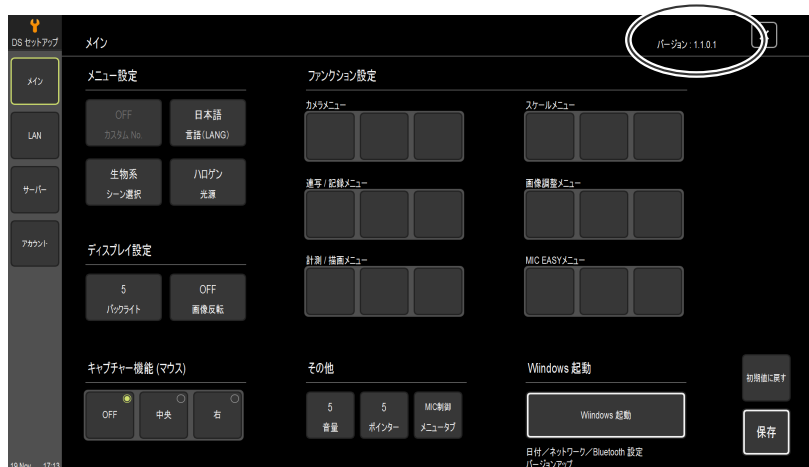 DS セットアップ
メイン
バージョン : 1.1.0.1
メイン
LAN
サーバー
アカウント
メニュー設定
OFF
カスタム No.
日本語
言語(LANG)
生物系
シーン選択
ハロゲン
光源
ディスプレイ設定
5
バックライト
OFF
画像反転
キャプチャー機能 (マウス)
OFF
中央
右
ファンクション設定
カメラメニュー
スケールメニュー
連写 / 記録メニュー
画像調整メニュー
計測 / 描画メニュー
MIC EASYメニュー
その他
5
音量
5
ポインター
MIC制御
メニュータブ
Windows 起動
Windows 起動
日付/ネットワーク/Bluetooth 設定
バージョンアップ
初期値に戻す
保存
19 Nov 17:13